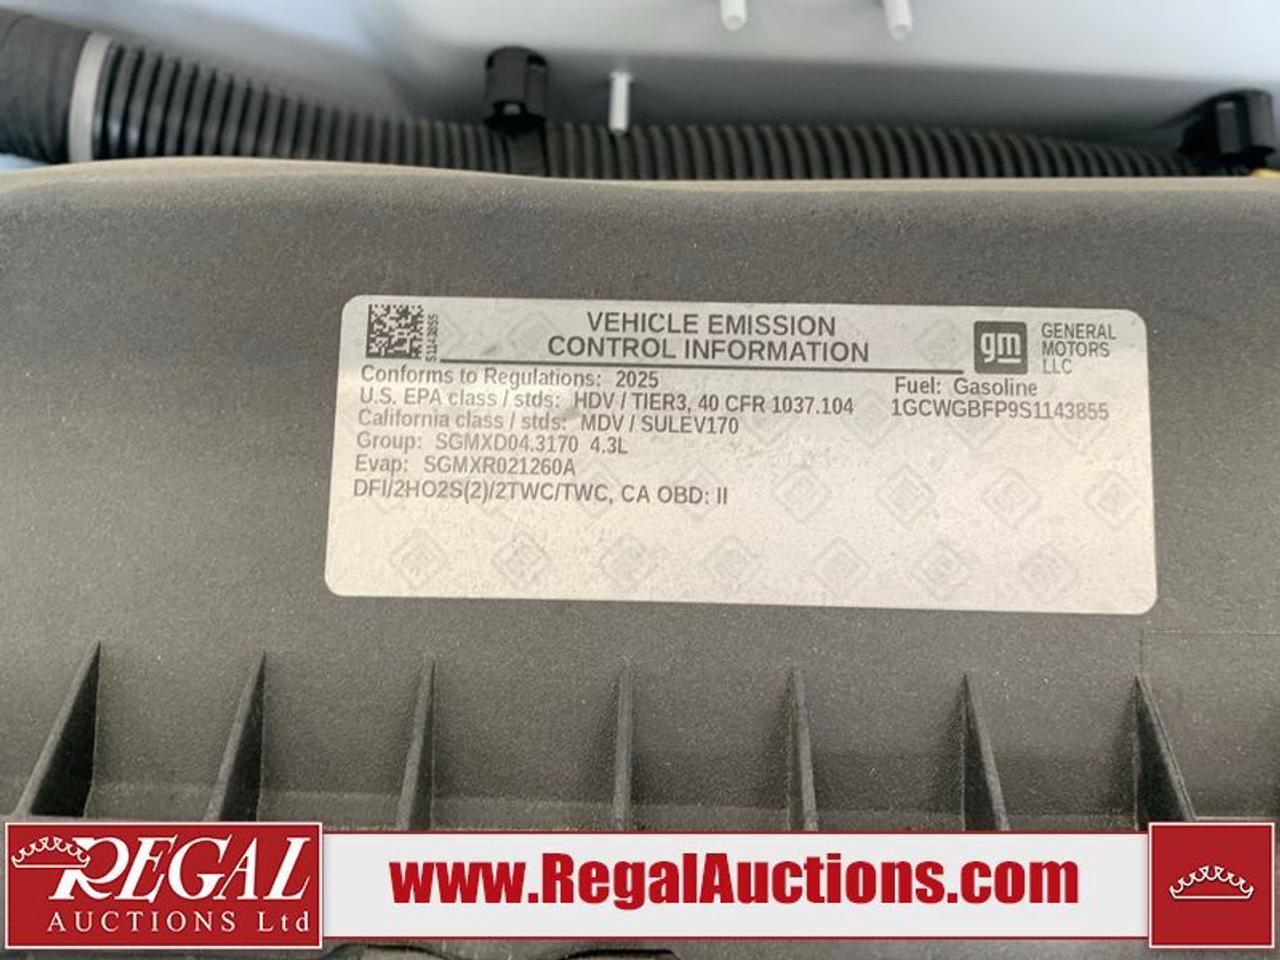 S1143855
VEHICLE EMISSION
CONTROL INFORMATION
gm
GENERAL
MOTORS
LLC
Conforms to Regulations: 2025
Fuel: Gasoline
U.S. EPA class / stds: HDV / TIER3, 40 CFR 1037.104
1GCWGBFP9S1143855
California class / stds: MDV / SULEV170
Group: SGMXD04.3170 4.3L
Evap: SGMXR021260A
DFI/2HO2S(2)/2TWC/TWC, CA OBD: II
REGAL
AUCTIONS Ltd
www.RegalAuctions.com